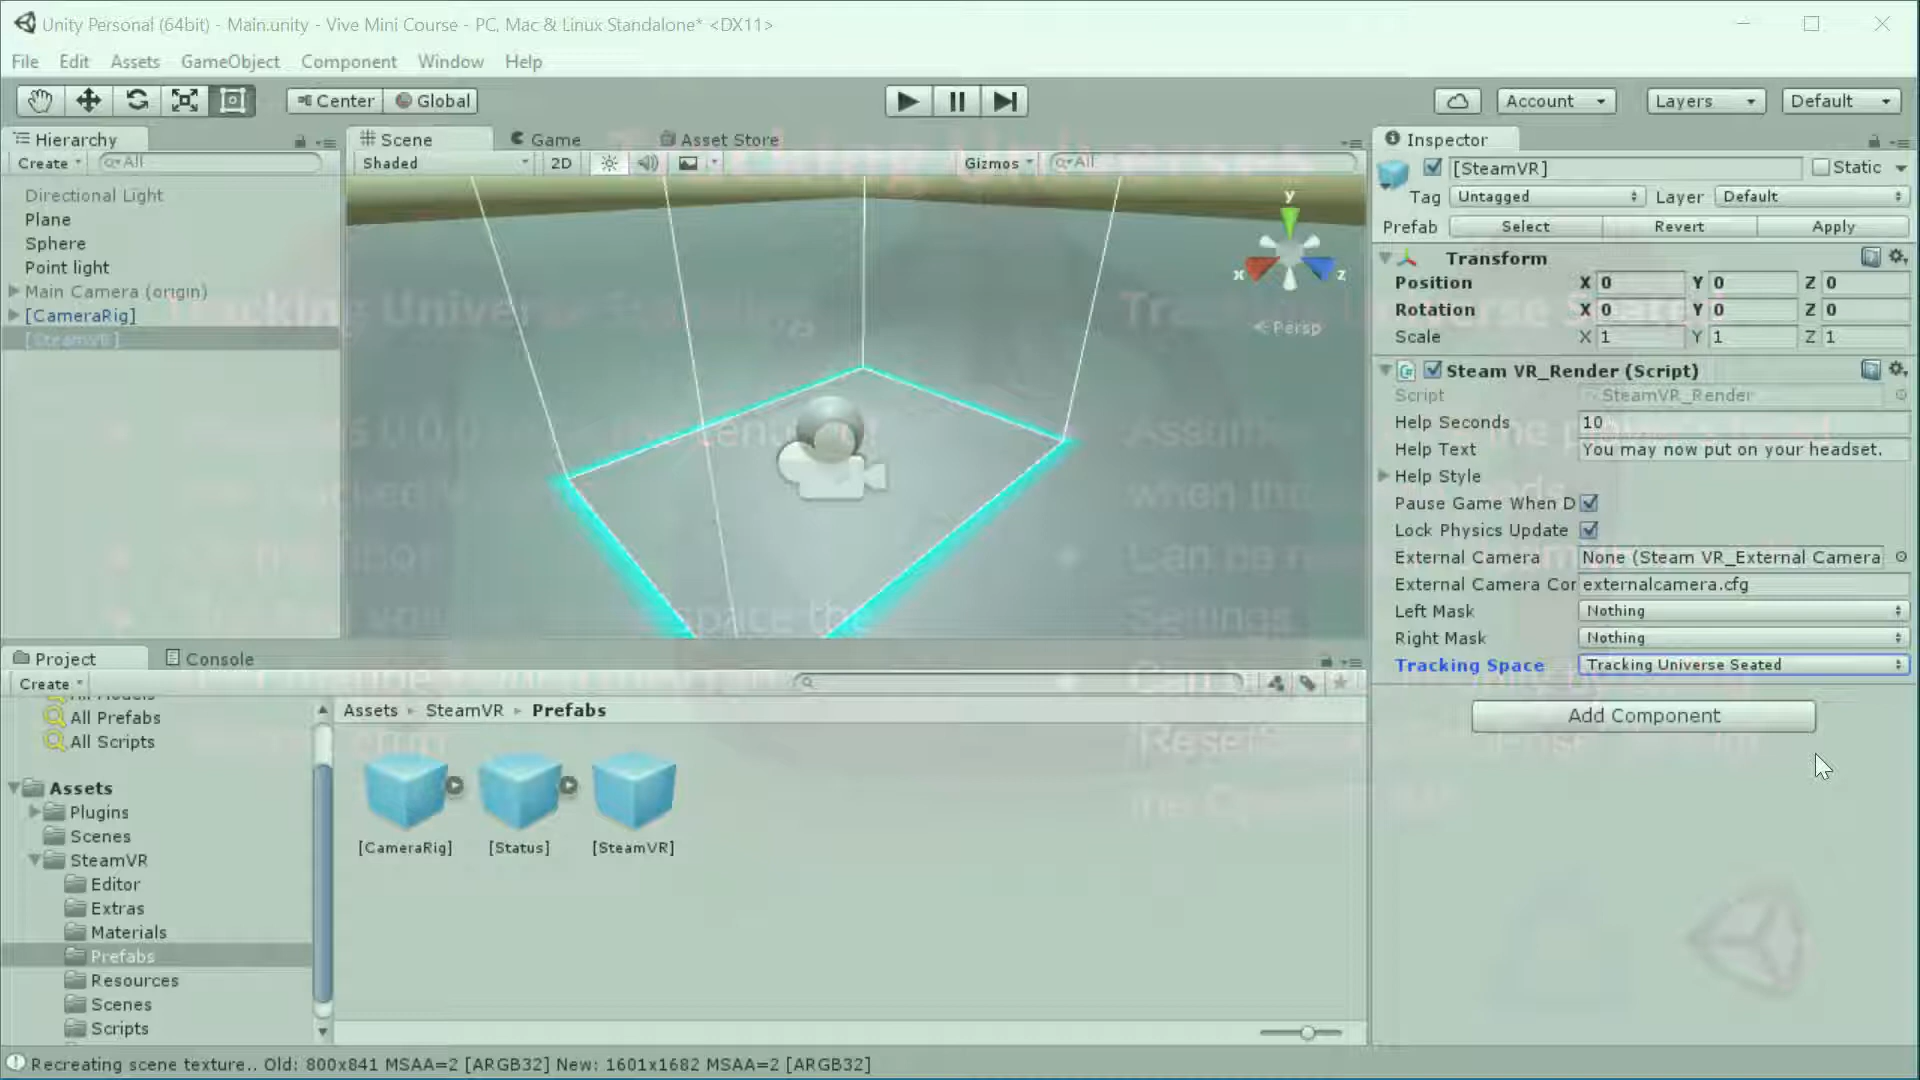 Unity Personal (64bit) - Main.unity - Vive Mini Course - PC, Mac & Linux Standalone* <DX11>
File Edit Assets GameObject Component Window Help
Center Global Account Layers Default
Hierarchy
Create All
Directional Light
Plane
Sphere
Point light
Main Camera (origin)
[CameraRig]
[SteamVR]
Scene Game Asset Store
Shaded 2D Gizmos All
y
x z
Persp
Inspector
[SteamVR] Static
Tag Untagged Layer Default
Prefab Select Revert Apply
Transform
Position X 0 Y 0 Z 0
Rotation X 0 Y 0 Z 0
Scale X 1 Y 1 Z 1
Steam VR_Render (Script)
Script SteamVR_Render
Help Seconds 10
Help Text You may now put on your headset.
Help Style
Pause Game When D
Lock Physics Update
External Camera None (Steam VR_External Camera
External Camera Cor externalcamera.cfg
Left Mask Nothing
Right Mask Nothing
Tracking Space Tracking Universe Seated
Add Component
Project Console
Create
All Models
All Prefabs
All Scripts
Assets
Plugins
Scenes
SteamVR
Editor
Extras
Materials
Prefabs
Resources
Scenes
Scripts
Assets SteamVR Prefabs
[CameraRig] [Status] [SteamVR]
Recreating scene texture.. Old: 800x841 MSAA=2 [ARGB32] New: 1601x1682 MSAA=2 [ARGB32]
Tracking Universe